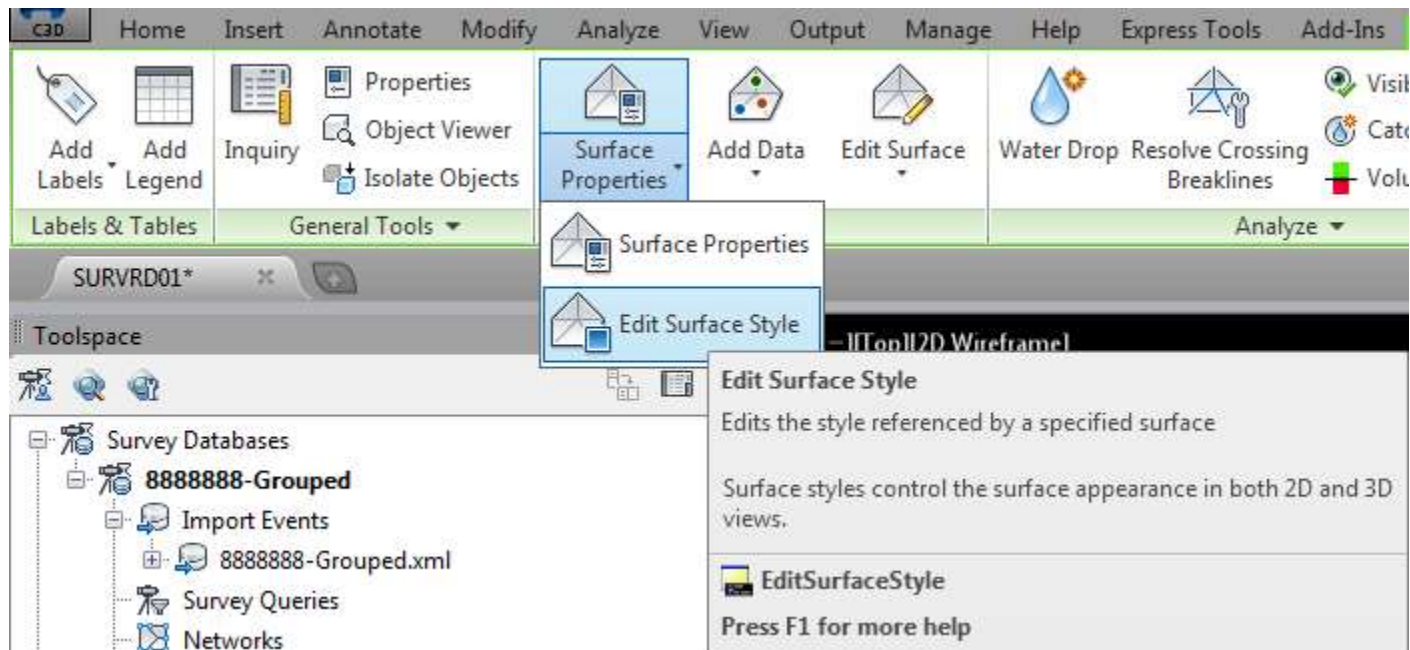 C3D Home Insert Annotate Modify Analyze View Output Manage Help Express Tools Add-Ins
Add Labels
Add Legend
Inquiry
Properties
Object Viewer
Isolate Objects
Surface Properties
Add Data
Edit Surface
Water Drop
Resolve Crossing Breaklines
Labels & Tables
General Tools
Analyze
Surface Properties
Edit Surface Style
SURVRD01*
Toolspace
– ][Top][2D Wireframe]
Edit Surface Style
Edits the style referenced by a specified surface
Surface styles control the surface appearance in both 2D and 3D
views.
EditSurfaceStyle
Press F1 for more help
Survey Databases
8888888-Grouped
Import Events
8888888-Grouped.xml
Survey Queries
Networks